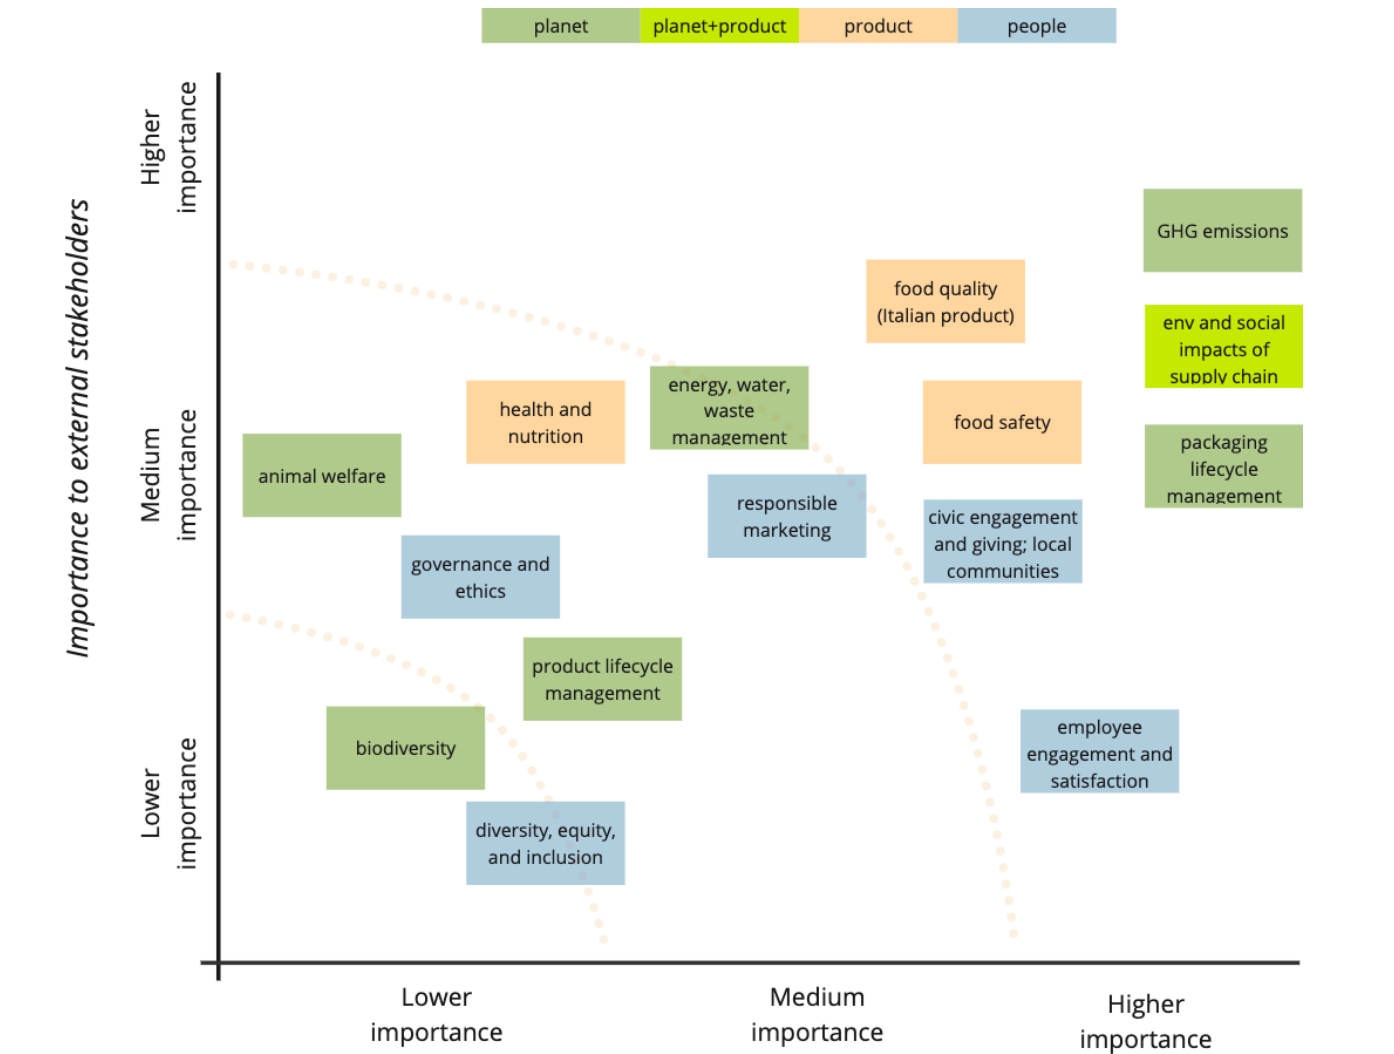 planet
planet+product
product
people
Higher
importance
Medium
importance
Lower
importance
Importance to external stakeholders
GHG emissions
food quality
(Italian product)
env and social
impacts of
supply chain
energy, water,
waste
management
health and
nutrition
food safety
packaging
lifecycle
management
animal welfare
responsible
marketing
civic engagement
and giving; local
communities
governance and
ethics
product lifecycle
management
biodiversity
employee
engagement and
satisfaction
diversity, equity,
and inclusion
Lower
importance
Medium
importance
Higher
importance